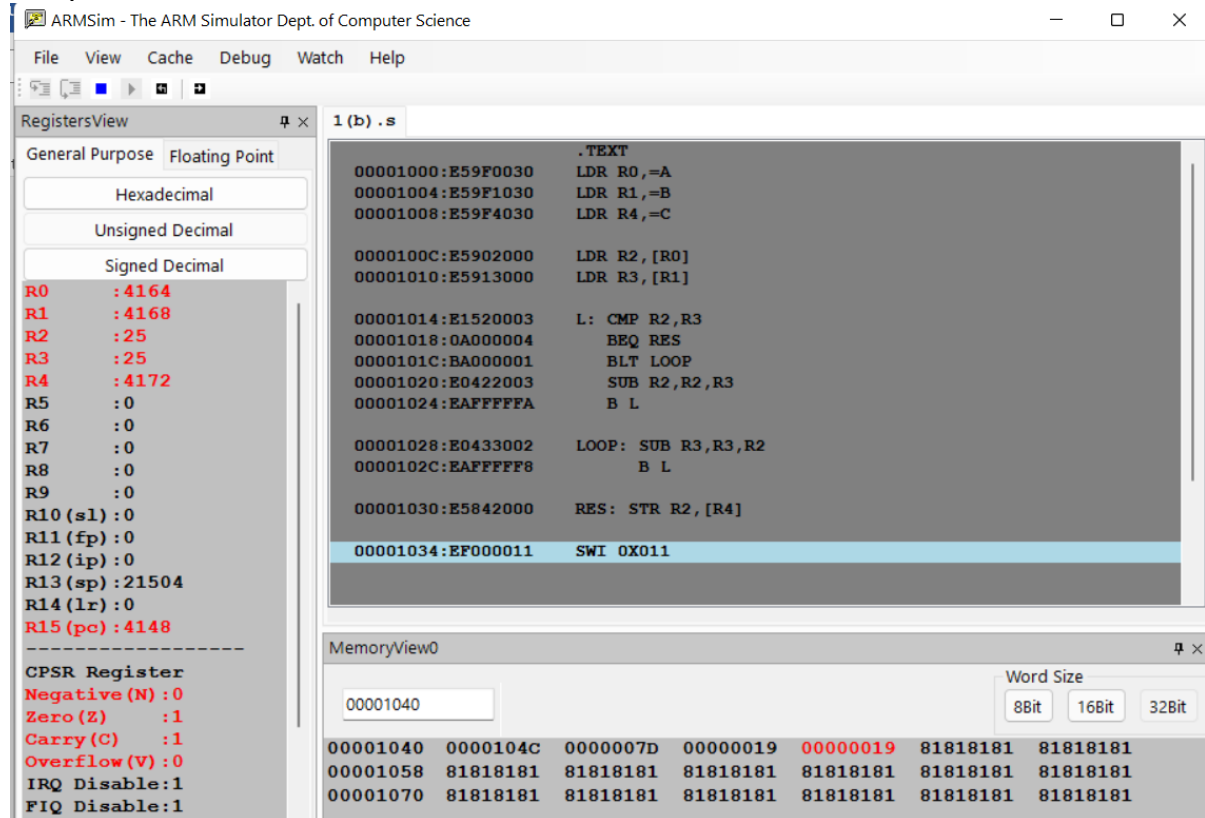 ARMSim - The ARM Simulator Dept. of Computer Science
File View Cache Debug Watch Help
RegistersView
General Purpose Floating Point
Hexadecimal
Unsigned Decimal
Signed Decimal
R0 :4164
R1 :4168
R2 :25
R3 :25
R4 :4172
R5 :0
R6 :0
R7 :0
R8 :0
R9 :0
R10(sl):0
R11(fp):0
R12(ip):0
R13(sp):21504
R14(lr):0
R15(pc):4148
-------------------
CPSR Register
Negative(N):0
Zero(Z) :1
Carry(C) :1
Overflow(V):0
IRQ Disable:1
FIQ Disable:1
1(b).s
.TEXT
00001000:E59F0030 LDR R0,=A
00001004:E59F1030 LDR R1,=B
00001008:E59F4030 LDR R4,=C
0000100C:E5902000 LDR R2,[R0]
00001010:E5913000 LDR R3,[R1]
00001014:E1520003 L: CMP R2,R3
00001018:0A000004 BEQ RES
0000101C:BA000001 BLT LOOP
00001020:E0422003 SUB R2,R2,R3
00001024:EAFFFFFA B L
00001028:E0433002 LOOP: SUB R3,R3,R2
0000102C:EAFFFFF8 B L
00001030:E5842000 RES: STR R2,[R4]
00001034:EF000011 SWI 0X011
MemoryView0
00001040
Word Size
8Bit 16Bit 32Bit
00001040 0000104C 0000007D 00000019 00000019 81818181 81818181
00001058 81818181 81818181 81818181 81818181 81818181 81818181
00001070 81818181 81818181 81818181 81818181 81818181 81818181